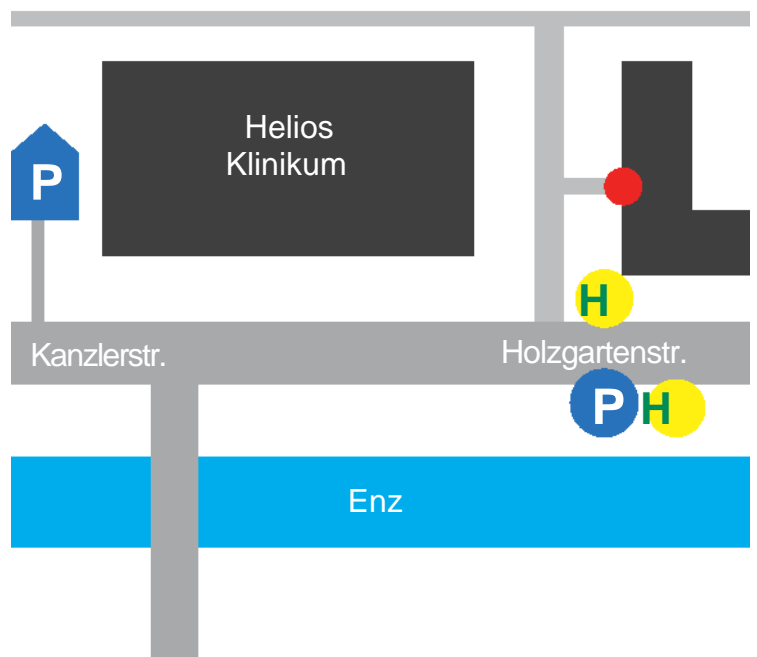 Helios
Klinikum
P
H
Kanzlerstr.
Holzgartenstr.
P
H
Enz